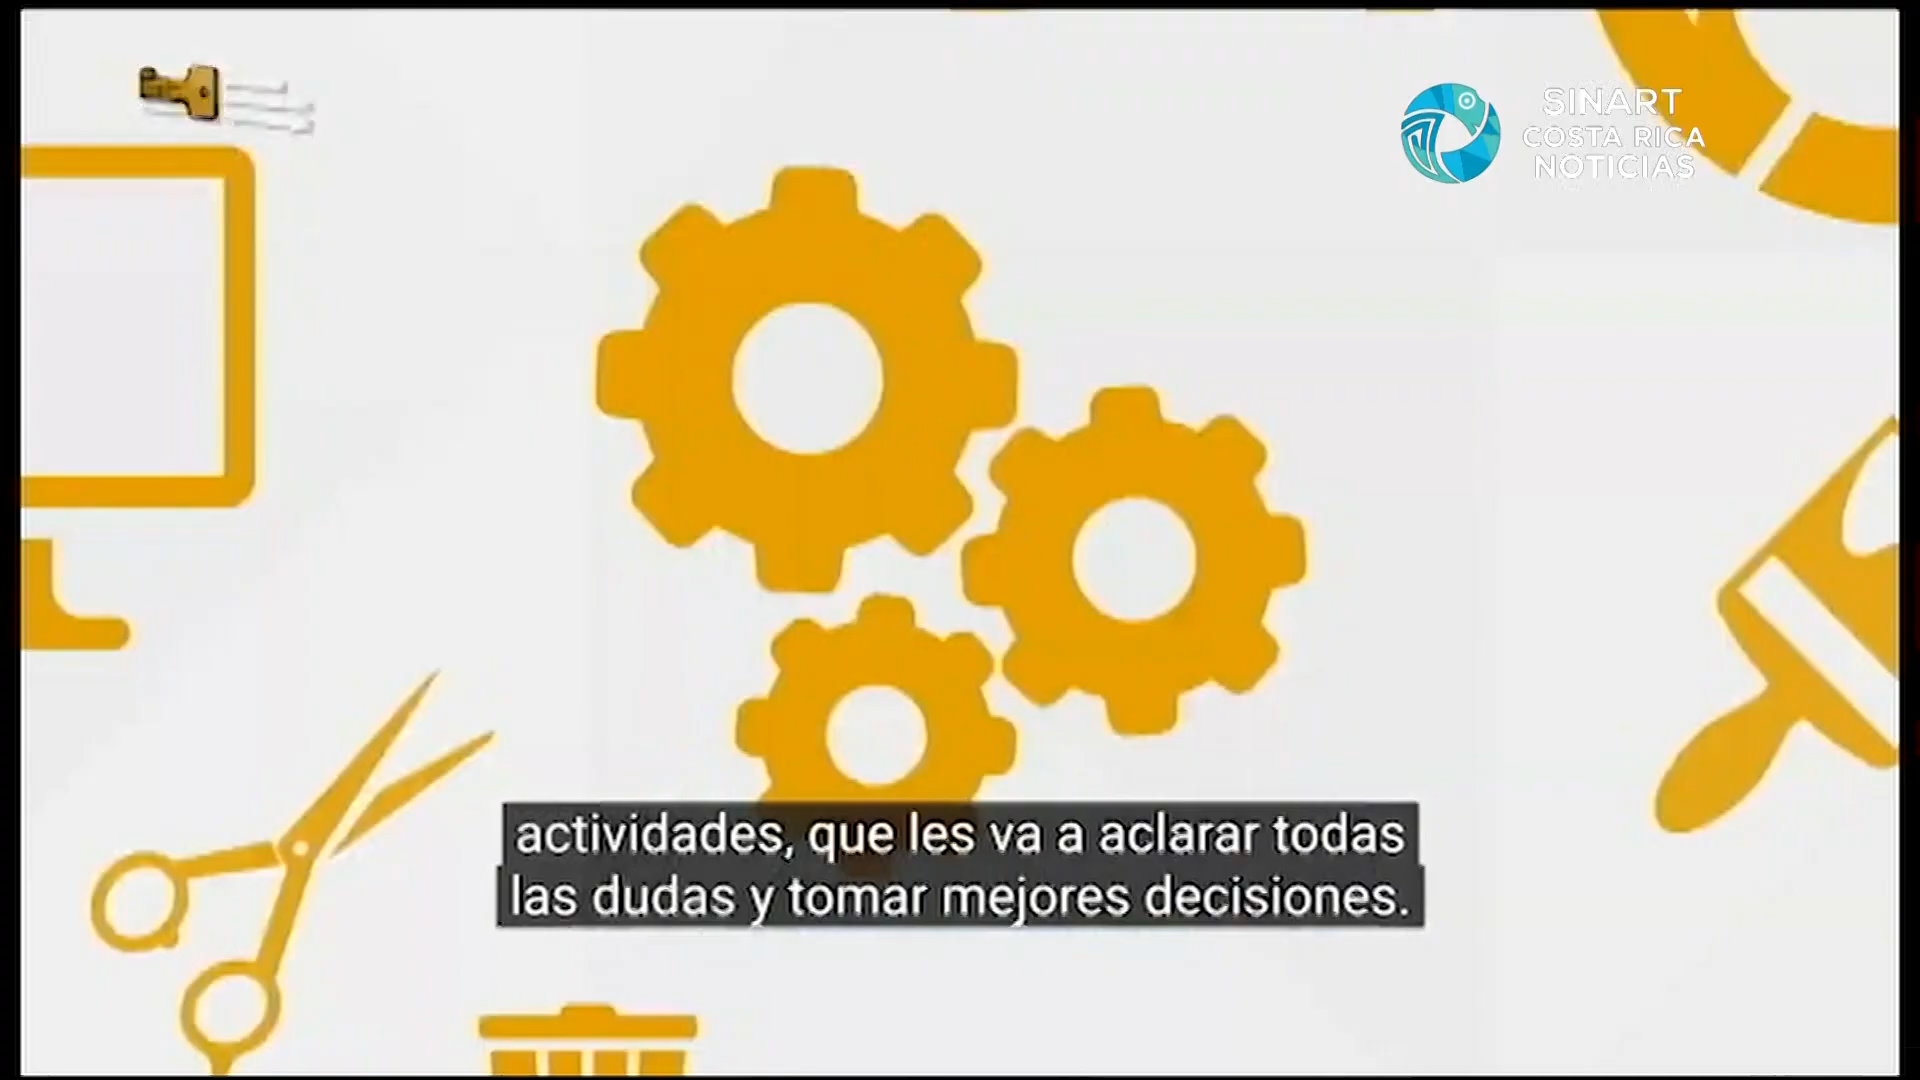 SINART
COSTA RICA
NOTICIAS
actividades, que les va a aclarar todas
las dudas y tomar mejores decisiones.